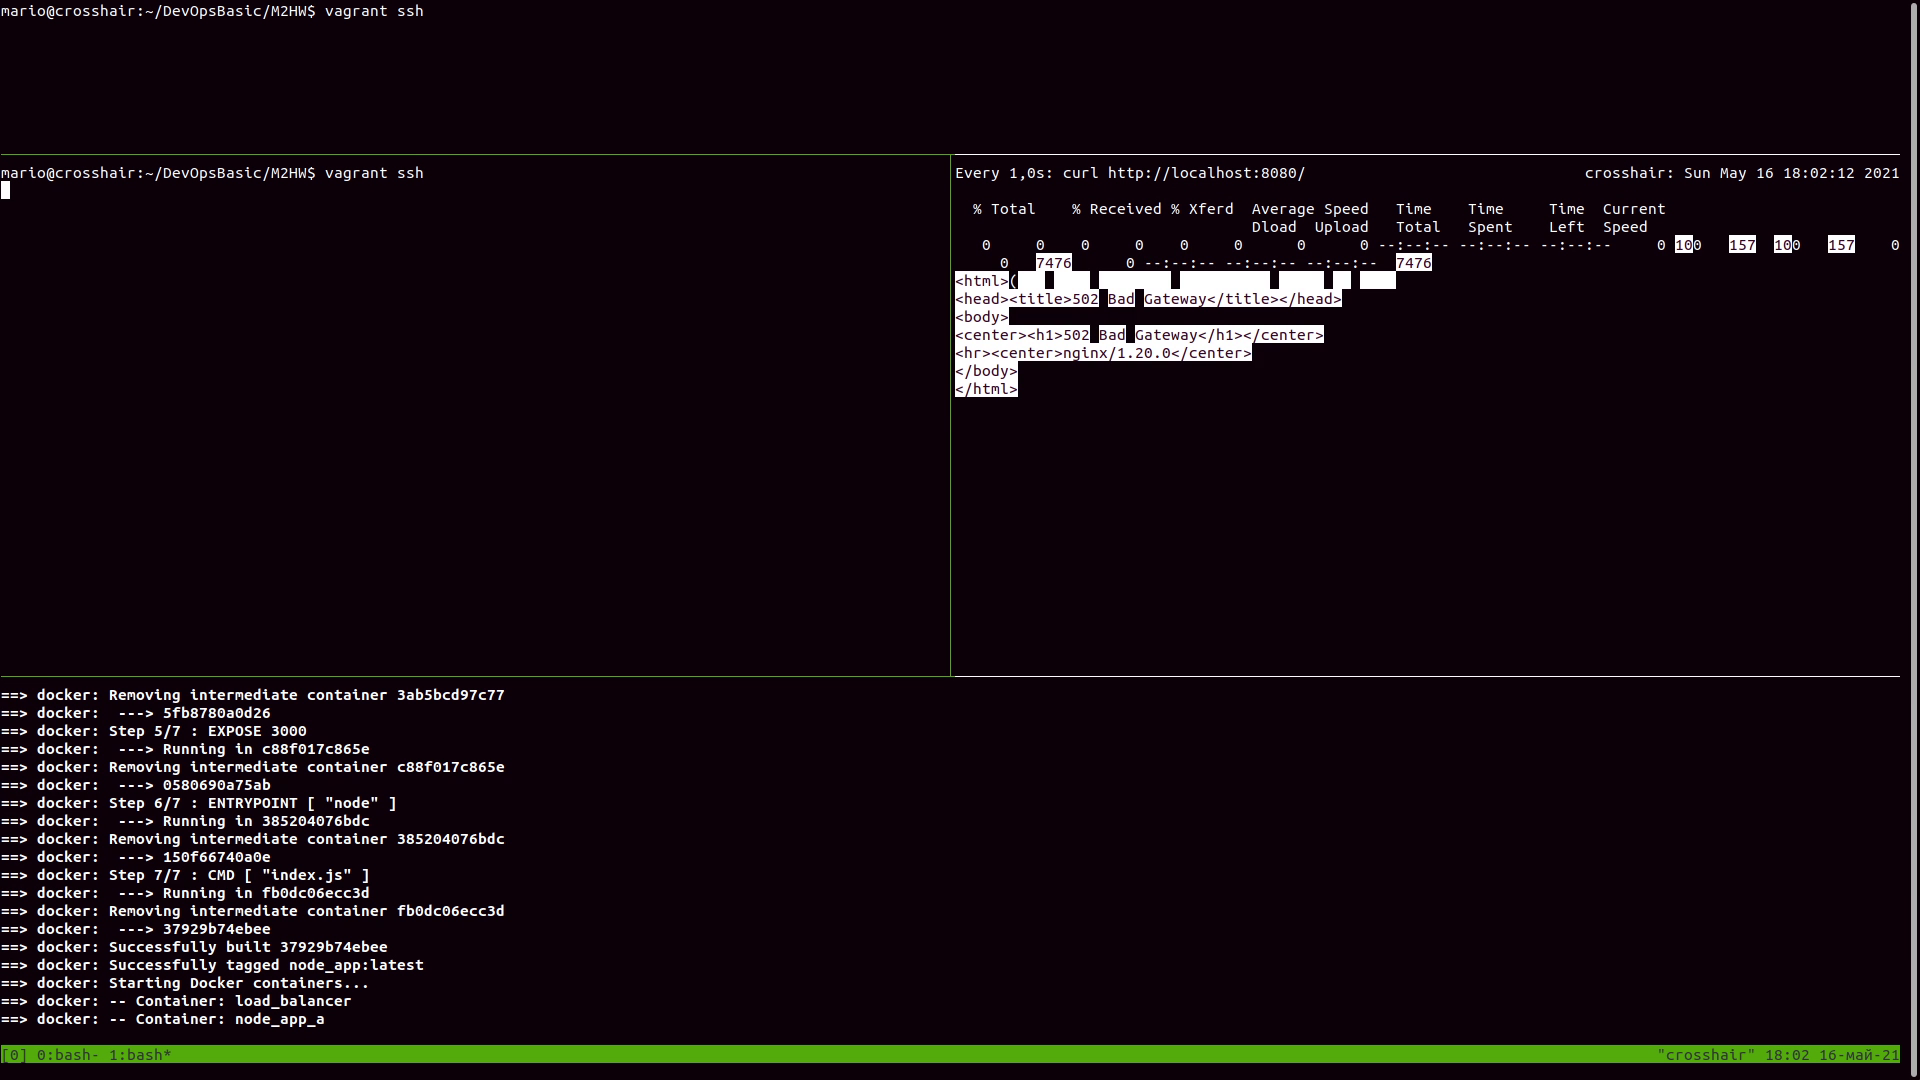 mario@crosshair:~/DevOpsBasic/M2HW$ vagrant ssh
mario@crosshair:~/DevOpsBasic/M2HW$ vagrant ssh
Every 1,0s: curl http://localhost:8080/ crosshair: Sun May 16 18:02:12 2021
% Total % Received % Xferd Average Speed Time Time Time Current
Dload Upload Total Spent Left Speed
0 0 0 0 0 0 0 0 --:--:-- --:--:-- --:--:-- 0 100 157 100 157 0
0 7476 0 --:--:-- --:--:-- --:--:-- 7476
<html>(
<head><title>502 Bad Gateway</title></head>
<body>
<center><h1>502 Bad Gateway</h1></center>
<hr><center>nginx/1.20.0</center>
</body>
</html>
==> docker: Removing intermediate container 3ab5bcd97c77
==> docker: ---> 5fb8780a0d26
==> docker: Step 5/7 : EXPOSE 3000
==> docker: ---> Running in c88f017c865e
==> docker: Removing intermediate container c88f017c865e
==> docker: ---> 0580690a75ab
==> docker: Step 6/7 : ENTRYPOINT [ "node" ]
==> docker: ---> Running in 385204076bdc
==> docker: Removing intermediate container 385204076bdc
==> docker: ---> 150f66740a0e
==> docker: Step 7/7 : CMD [ "index.js" ]
==> docker: ---> Running in fb0dc06ecc3d
==> docker: Removing intermediate container fb0dc06ecc3d
==> docker: ---> 37929b74ebee
==> docker: Successfully built 37929b74ebee
==> docker: Successfully tagged node_app:latest
==> docker: Starting Docker containers...
==> docker: -- Container: load_balancer
==> docker: -- Container: node_app_a
[0] 0:bash- 1:bash* "crosshair" 18:02 16-май-21